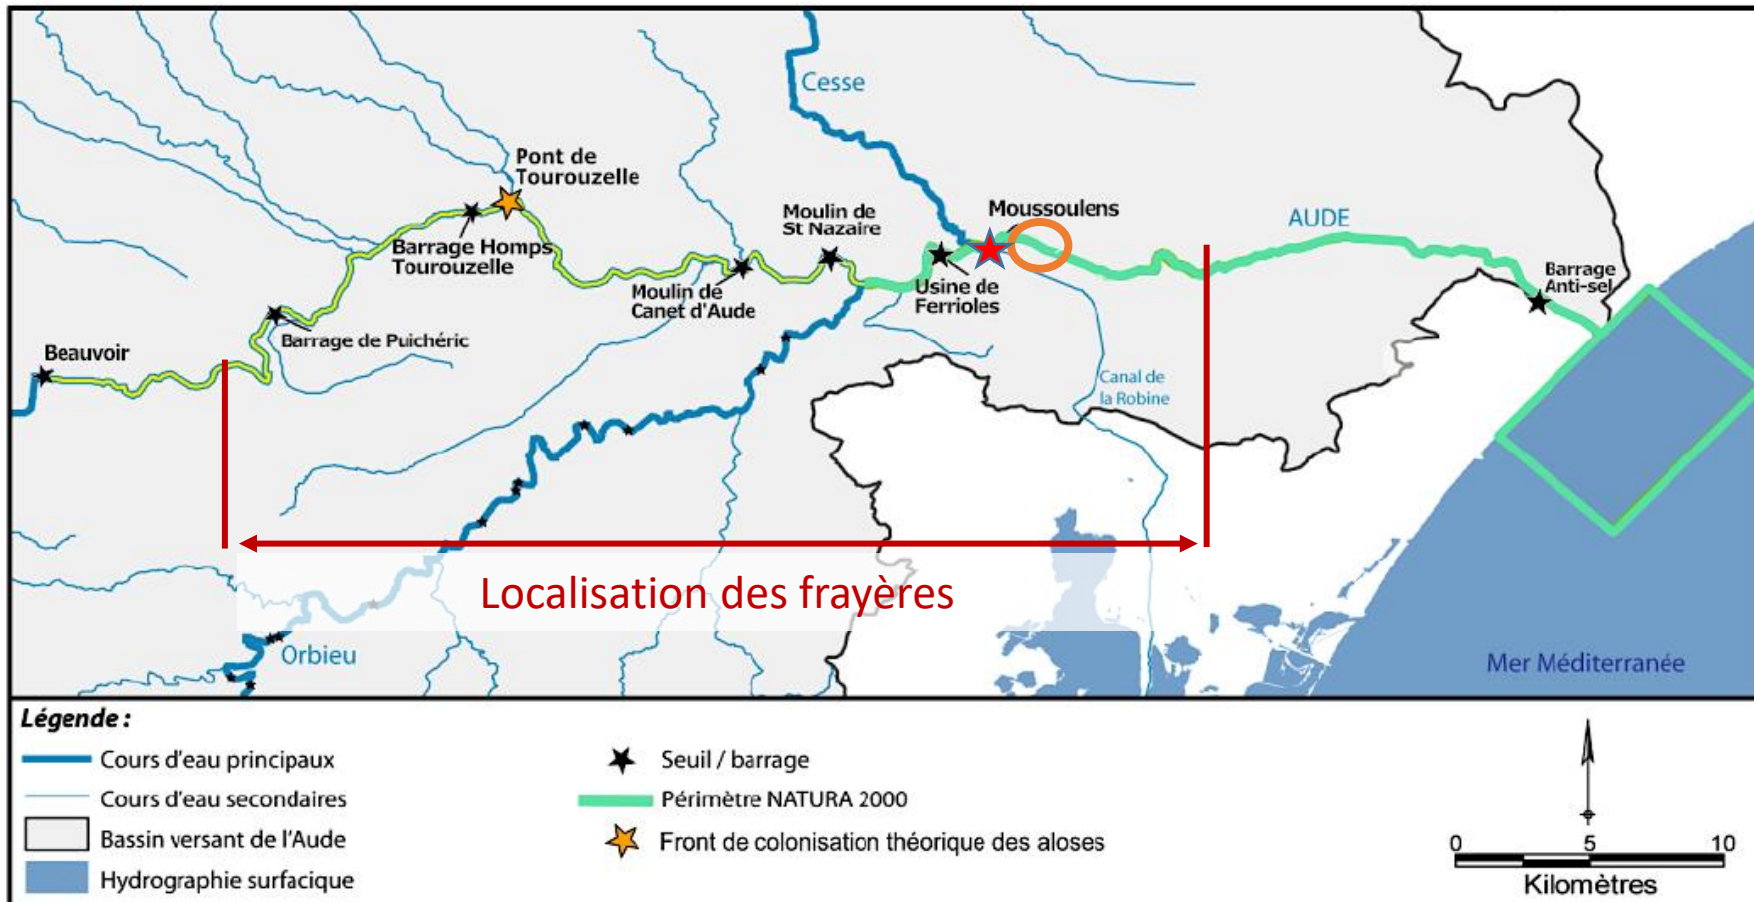 Cesse
Pont de
Tourouzelle
Moulin de
St Nazaire
Moussoulens
AUDE
Barrage Homps
Tourouzelle
Moulin de
Canet d'Aude
Usine de
Ferrioles
Barrage
Anti-sel
Beauvoir
Barrage de Puichéric
Canal de
la Robine
Localisation des frayères
Orbieu
Mer Méditerranée
Légende :
Cours d'eau principaux
Cours d'eau secondaires
Bassin versant de l'Aude
Hydrographie surfacique
Seuil / barrage
Périmètre NATURA 2000
Front de colonisation théorique des aloses
0 5 10
Kilomètres